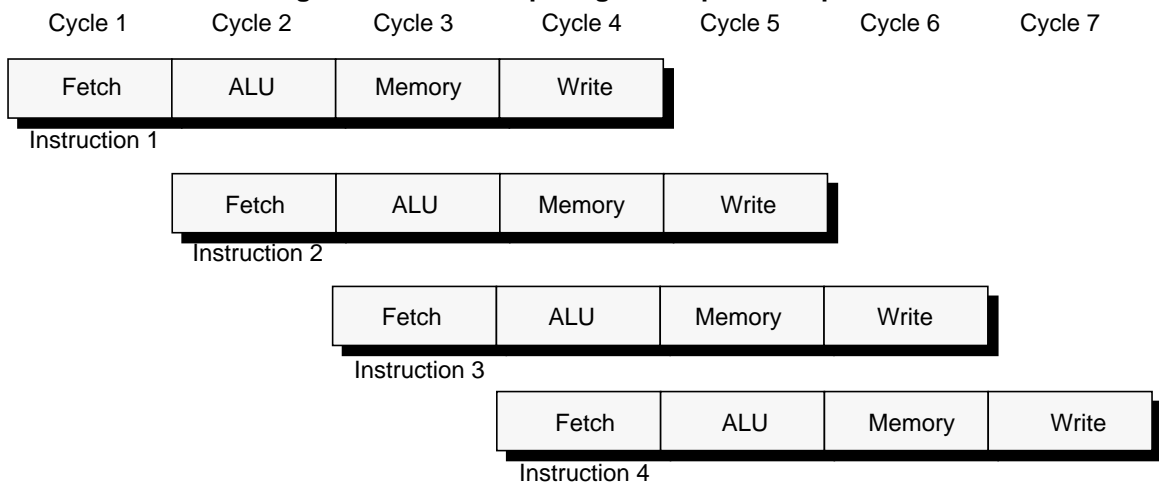 Cycle 1 Cycle 2 Cycle 3 Cycle 4 Cycle 5 Cycle 6 Cycle 7
Fetch ALU Memory Write
Instruction 1
Fetch ALU Memory Write
Instruction 2
Fetch ALU Memory Write
Instruction 3
Fetch ALU Memory Write
Instruction 4